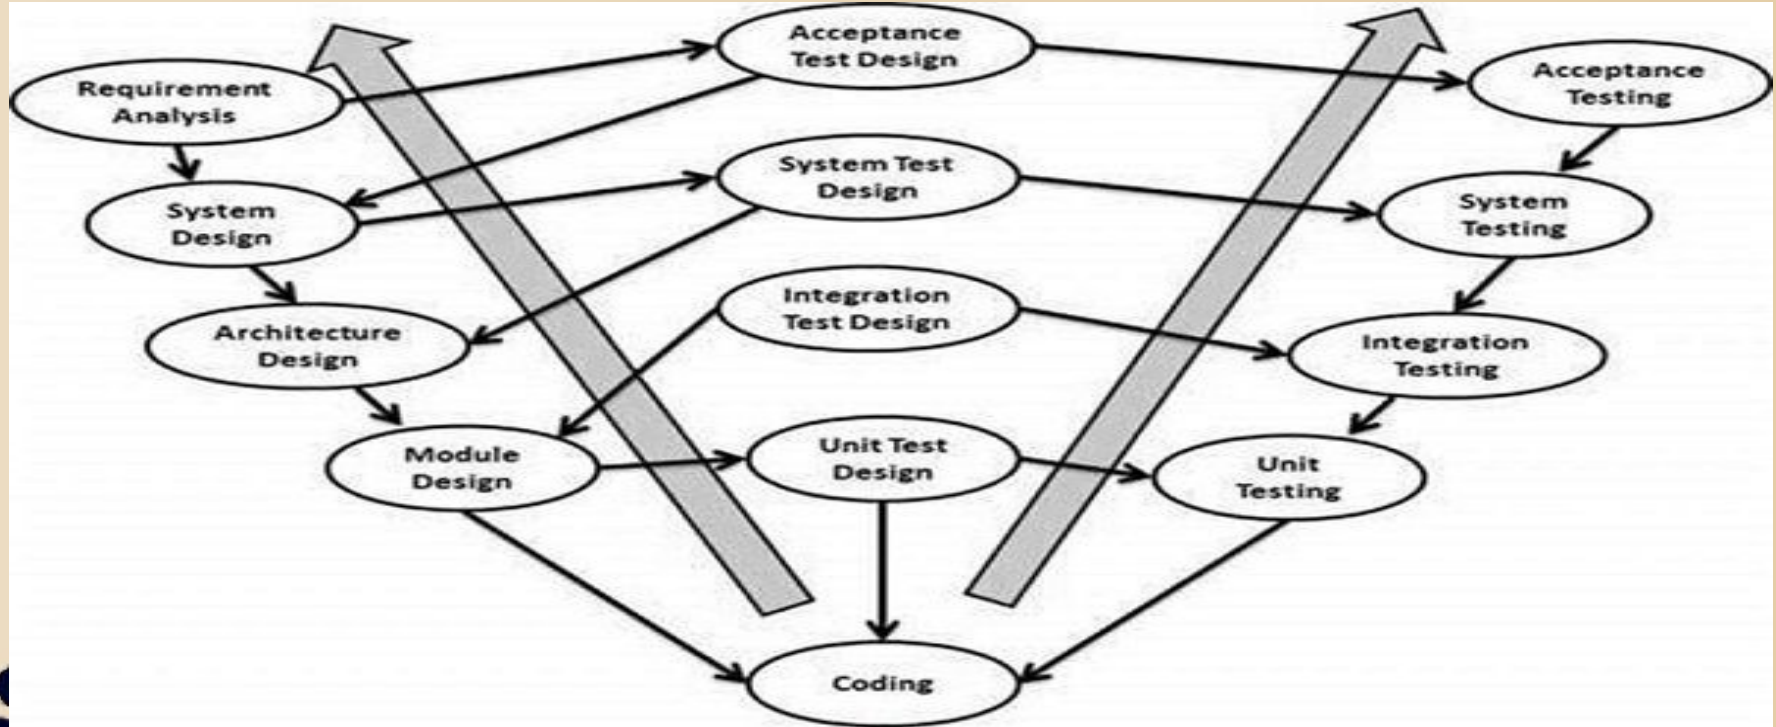 Acceptance
Test Design
Requirement
Analysis
Acceptance
Testing
System Test
Design
System
Design
System
Testing
Integration
Test Design
Architecture
Design
Integration
Testing
Module
Design
Unit Test
Design
Unit
Testing
Coding